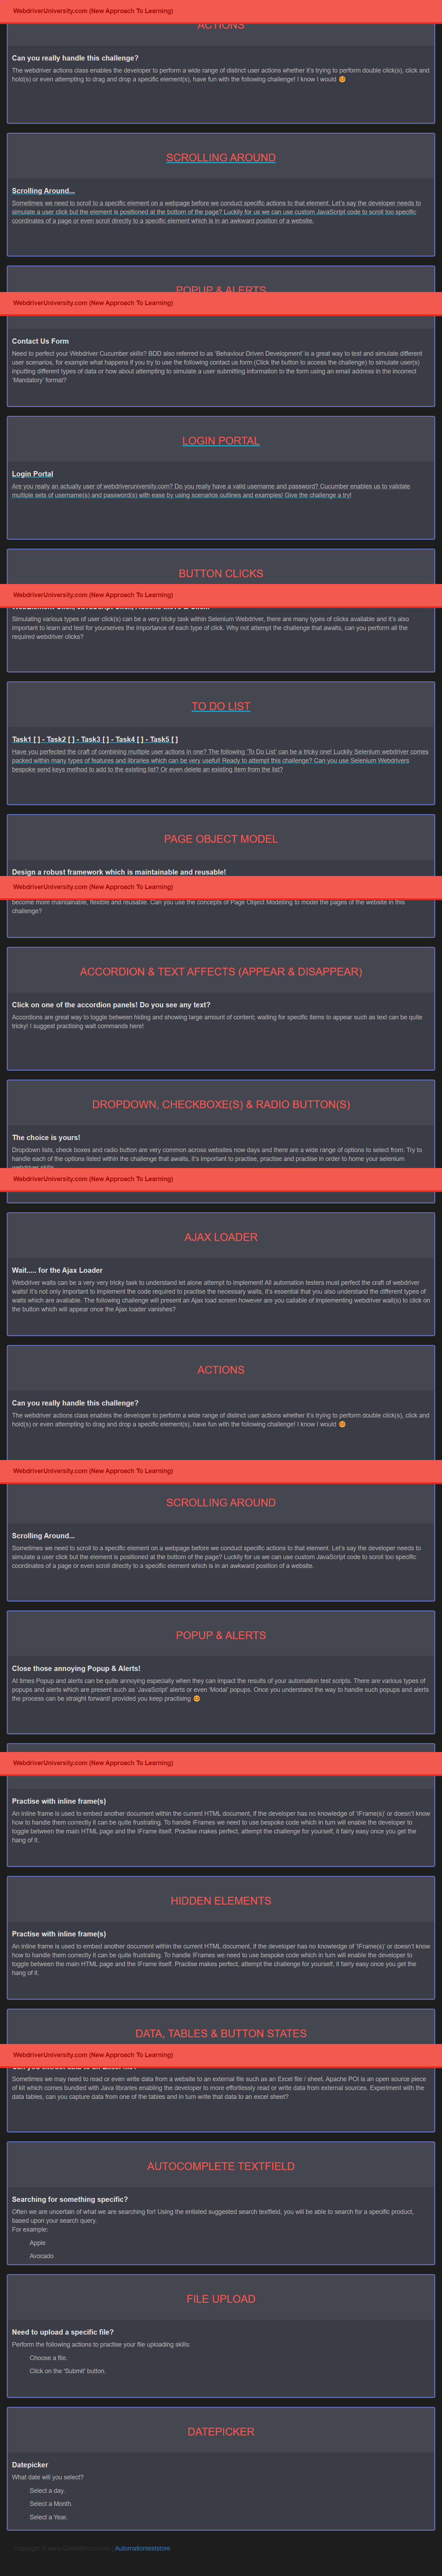 WebdriverUniversity.com (New Approach To Learning)
ACTIONS
Can you really handle this challenge?
The webdriver actions class enables the developer to perform a wide range of distinct user actions whether it's trying to perform double click(s), click and
hold(s) or even attempting to drag and drop a specific element(s), have fun with the following challenge! I know I would 😊
SCROLLING AROUND
Scrolling Around...
Sometimes we need to scroll to a specific element on a webpage before we conduct specific actions to that element. Let's say the developer needs to
simulate a user click but the element is positioned at the bottom of the page? Luckily for us we can use custom JavaScript code to scroll too specific
coordinates of a page or even scroll directly to a specific element which is in an awkward position of a website.
POPUP & ALERTS
WebdriverUniversity.com (New Approach To Learning)
Contact Us Form
Need to perfect your Webdriver Cucumber skills? BDD also referred to as 'Behaviour Driven Development' is a great way to test and simulate different
user scenarios, for example what happens if you try to use the following contact us form (Click the button to access the challenge) to simulate user(s)
inputting different types of data or how about attempting to simulate a user submitting information to the form using an email address in the incorrect
'Mandatory' format?
LOGIN PORTAL
Login Portal
Are you really an actually user of webdriveruniversity.com? Do you really have a valid username and password? Cucumber enables us to validate
multiple sets of username(s) and password(s) with ease by using scenarios outlines and examples! Give the challenge a try!
BUTTON CLICKS
WebdriverUniversity.com (New Approach To Learning)
WebElement Click, JavaScript Click, Actions Move & Click!
Simulating various types of user click(s) can be a very tricky task within Selenium Webdriver, there are many types of clicks available and it's also
important to learn and test for yourselves the importance of each type of click. Why not attempt the challenge that awaits, can you perform all the
required webdriver clicks?
TO DO LIST
Task1 [ ] - Task2 [ ] - Task3 [ ] - Task4 [ ] - Task5 [ ]
Have you perfected the craft of combining multiple user actions in one? The following 'To Do List' can be a tricky one! Luckily Selenium webdriver comes
packed within many types of features and libraries which can be very useful! Ready to attempt this challenge? Can you use Selenium Webdrivers
bespoke send keys method to add to the existing list? Or even delete an existing item from the list?
PAGE OBJECT MODEL
Design a robust framework which is maintainable and reusable!
WebdriverUniversity.com (New Approach To Learning)
become more maintainable, flexible and reusable. Can you use the concepts of Page Object Modelling to model the pages of the website in this
challenge?
ACCORDION & TEXT AFFECTS (APPEAR & DISAPPEAR)
Click on one of the accordion panels! Do you see any text?
Accordions are great way to toggle between hiding and showing large amount of content; waiting for specific items to appear such as text can be quite
tricky! I suggest practising wait commands here!
DROPDOWN, CHECKBOXE(S) & RADIO BUTTON(S)
The choice is yours!
Dropdown lists, check boxes and radio button are very common across websites now days and there are a wide range of options to select from. Try to
handle each of the options listed within the challenge that awaits, it's important to practise, practise and practise in order to home your selenium
webdriver skills.
WebdriverUniversity.com (New Approach To Learning)
AJAX LOADER
Wait..... for the Ajax Loader
Webdriver waits can be a very very tricky task to understand let alone attempt to implement! All automation testers must perfect the craft of webdriver
waits! It's not only important to implement the code required to practise the necessary waits, it's essential that you also understand the different types of
waits which are available. The following challenge will present an Ajax load screen however are you callable of implementing webdriver wait(s) to click on
the button which will appear once the Ajax loader vanishes?
ACTIONS
Can you really handle this challenge?
The webdriver actions class enables the developer to perform a wide range of distinct user actions whether it's trying to perform double click(s), click and
hold(s) or even attempting to drag and drop a specific element(s), have fun with the following challenge! I know I would 😊
WebdriverUniversity.com (New Approach To Learning)
SCROLLING AROUND
Scrolling Around...
Sometimes we need to scroll to a specific element on a webpage before we conduct specific actions to that element. Let's say the developer needs to
simulate a user click but the element is positioned at the bottom of the page? Luckily for us we can use custom JavaScript code to scroll too specific
coordinates of a page or even scroll directly to a specific element which is in an awkward position of a website.
POPUP & ALERTS
Close those annoying Popup & Alerts!
At times Popup and alerts can be quite annoying especially when they can impact the results of your automation test scripts. There are various types of
popups and alerts which are present such as 'JavaScript' alerts or even 'Modal' popups. Once you understand the way to handle such popups and alerts
the process can be straight forward! provided you keep practising 😊
WebdriverUniversity.com (New Approach To Learning)
Practise with inline frame(s)
An inline frame is used to embed another document within the current HTML document, if the developer has no knowledge of 'IFrame(s)' or doesn't know
how to handle them correctly it can be quite frustrating. To handle IFrames we need to use bespoke code which in turn will enable the developer to
toggle between the main HTML page and the IFrame itself. Practise makes perfect, attempt the challenge for yourself, it fairly easy once you get the
hang of it.
HIDDEN ELEMENTS
Practise with inline frame(s)
An inline frame is used to embed another document within the current HTML document, if the developer has no knowledge of 'IFrame(s)' or doesn't know
how to handle them correctly it can be quite frustrating. To handle IFrames we need to use bespoke code which in turn will enable the developer to
toggle between the main HTML page and the IFrame itself. Practise makes perfect, attempt the challenge for yourself, it fairly easy once you get the
hang of it.
DATA, TABLES & BUTTON STATES
WebdriverUniversity.com (New Approach To Learning)
Sometimes we may need to read or even write data from a website to an external file such as an Excel file / sheet. Apache POI is an open source piece
of kit which comes bundled with Java libraries enabling the developer to more effortlessly read or write data from external sources. Experiment with the
data tables, can you capture data from one of the tables and in turn write that data to an excel sheet?
AUTOCOMPLETE TEXTFIELD
Searching for something specific?
Often we are uncertain of what we are searching for! Using the enlisted suggested search textfield, you will be able to search for a specific product,
based upon your search query.
For example:
Apple
Avocado
FILE UPLOAD
Need to upload a specific file?
Perform the following actions to practise your file uploading skills:
Choose a file.
Click on the 'Submit' button.
DATEPICKER
Datepicker
What date will you select?
Select a day.
Select a Month.
Select a Year.
Automationteststore